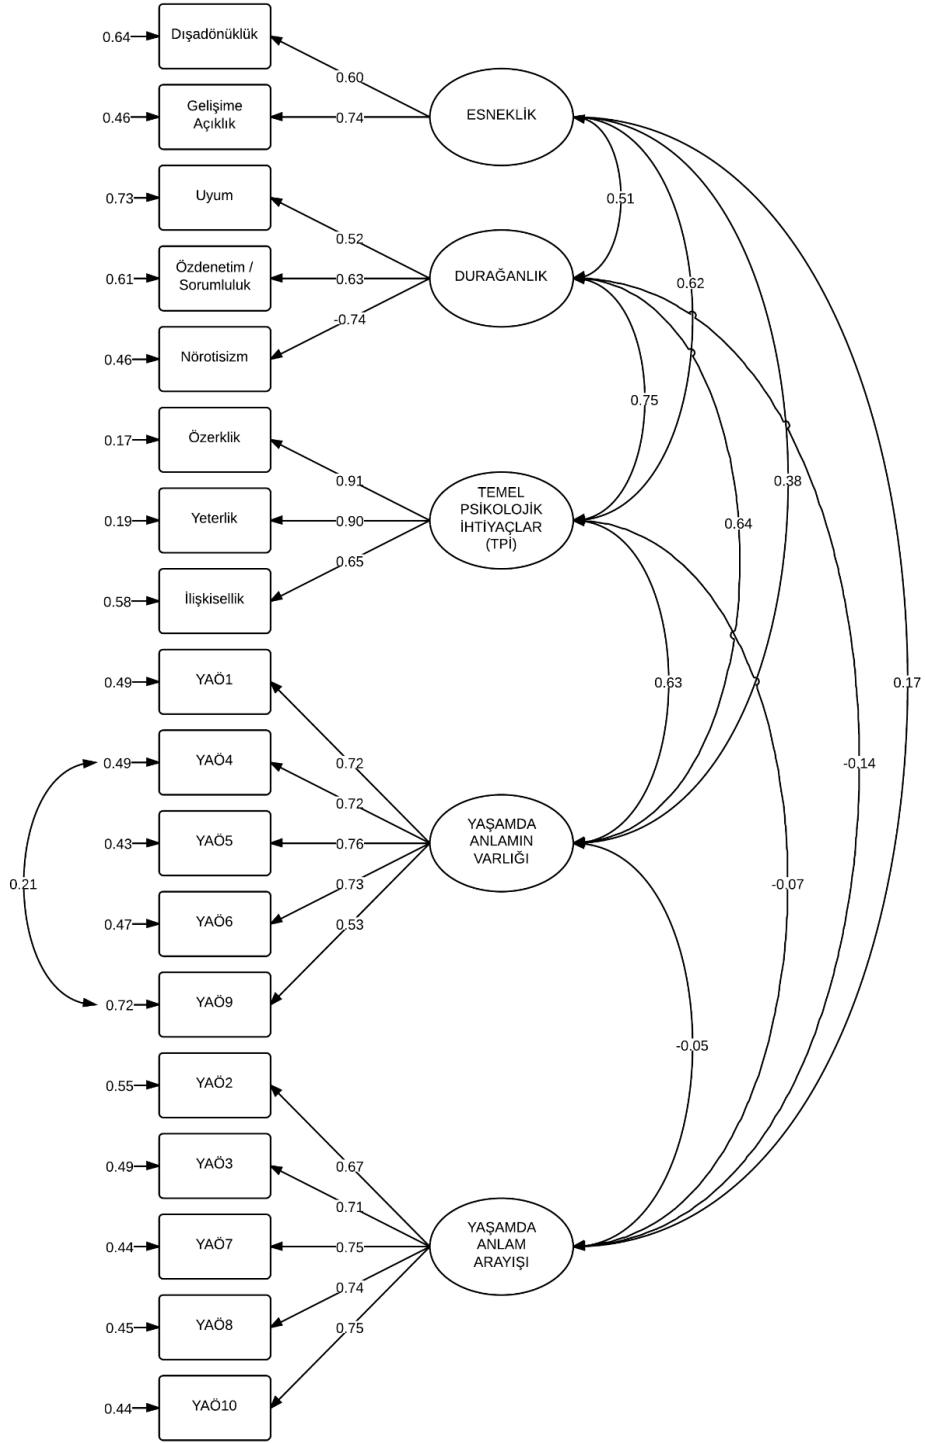 0.64
Dışadönüklük
0.60
0.46
Gelişime
Açıklık
0.74
ESNEKLİK
0.73
Uyum
0.52
0.51
0.61
Özdenetim /
Sorumluluk
0.63
DURAĞANLIK
0.62
-0.74
0.46
Nörotisizm
0.75
0.17
Özerklik
0.91
0.38
0.19
Yeterlik
0.90
TEMEL
PSİKOLOJİK
İHTİYAÇLAR
(TPİ)
0.64
0.65
0.58
İlişkisellik
0.49
YAÖ1
0.63
0.17
0.72
0.49
YAÖ4
-0.14
0.72
0.43
YAÖ5
0.76
YAŞAMDA
ANLAMIN
VARLIĞI
0.21
0.73
-0.07
0.47
YAÖ6
0.53
0.72
YAÖ9
-0.05
0.55
YAÖ2
0.67
0.49
YAÖ3
0.71
0.44
YAÖ7
0.75
YAŞAMDA
ANLAM
ARAYIŞI
0.74
0.45
YAÖ8
0.75
0.44
YAÖ10